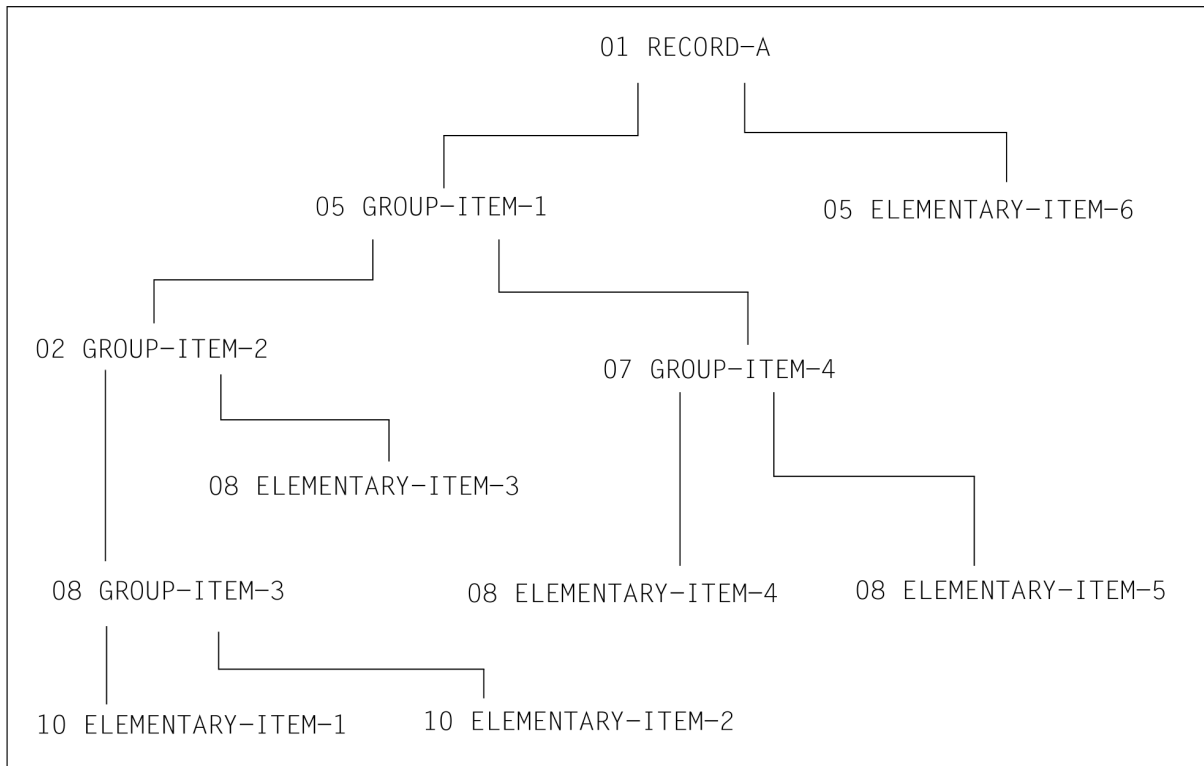 01 RECORD-A
05 GROUP-ITEM-1
05 ELEMENTARY-ITEM-6
02 GROUP-ITEM-2
07 GROUP-ITEM-4
08 ELEMENTARY-ITEM-3
08 GROUP-ITEM-3
08 ELEMENTARY-ITEM-4
08 ELEMENTARY-ITEM-5
10 ELEMENTARY-ITEM-1
10 ELEMENTARY-ITEM-2